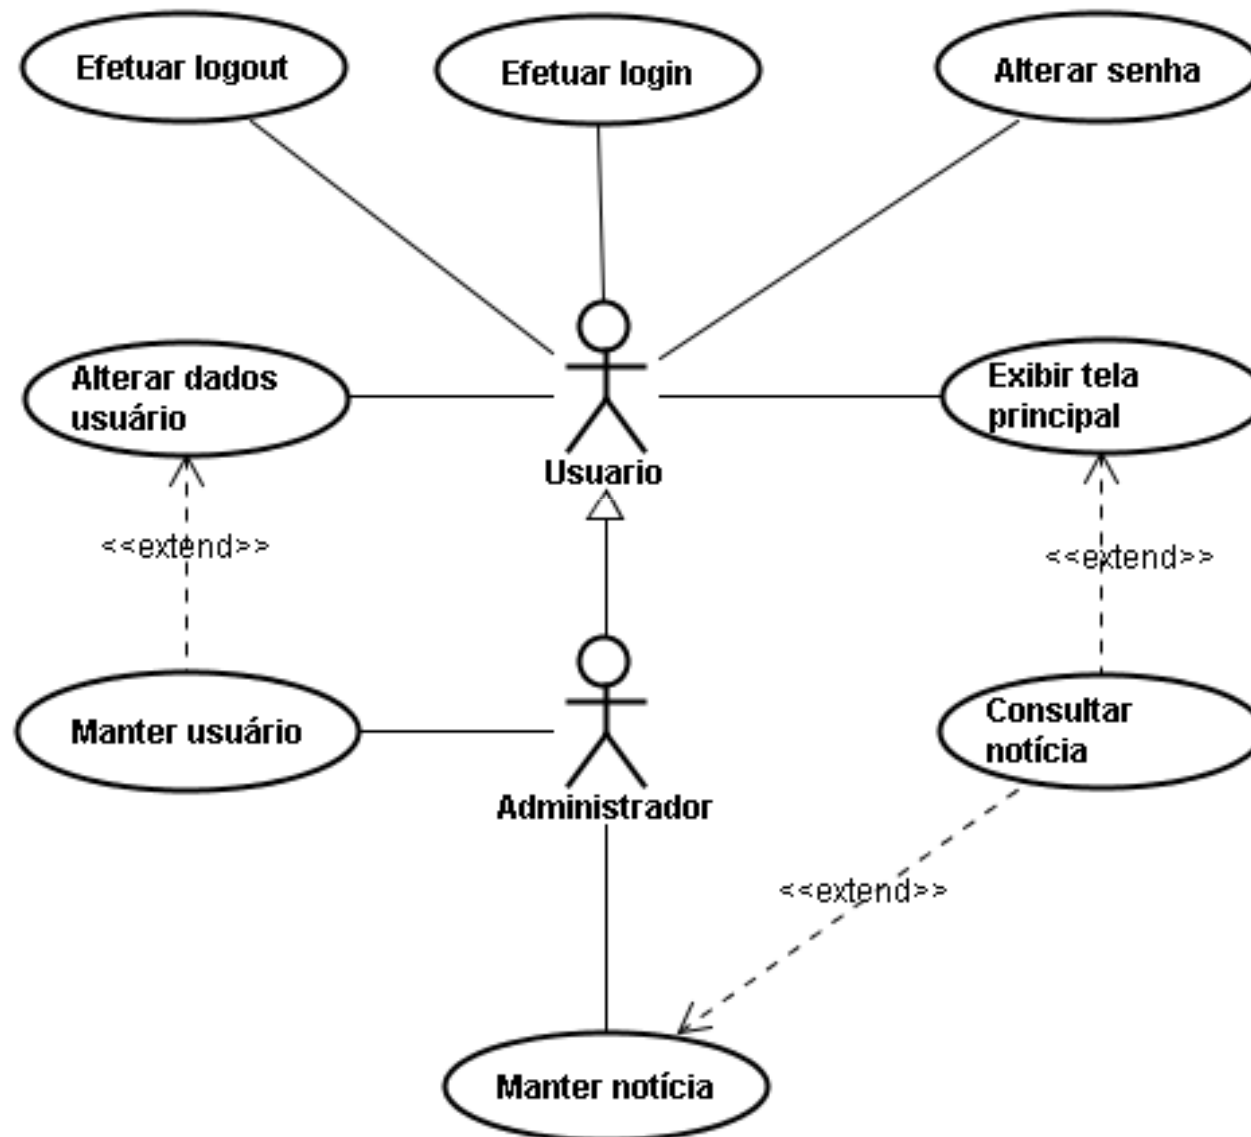 Efetuar logout
Efetuar login
Alterar senha
Alterar dados
usuário
Exibir tela
principal
Usuario
<<extend>>
<<extend>>
Manter usuário
Consultar
notícia
Administrador
<<extend>>
Manter notícia